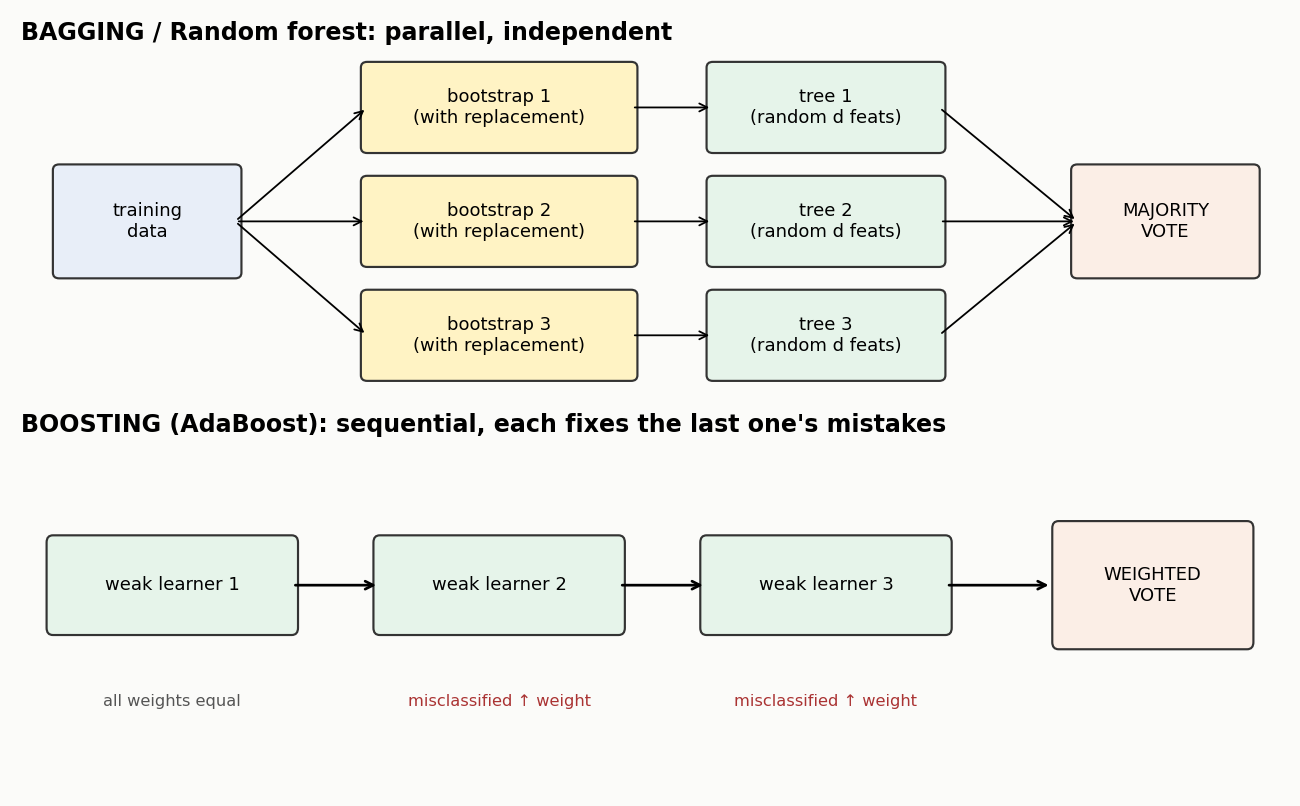 BAGGING / Random forest: parallel, independent
training
data
bootstrap 1
(with replacement)
tree 1
(random d feats)
bootstrap 2
(with replacement)
tree 2
(random d feats)
bootstrap 3
(with replacement)
tree 3
(random d feats)
MAJORITY
VOTE
BOOSTING (AdaBoost): sequential, each fixes the last one's mistakes
weak learner 1
weak learner 2
weak learner 3
WEIGHTED
VOTE
all weights equal
misclassified ↑ weight
misclassified ↑ weight